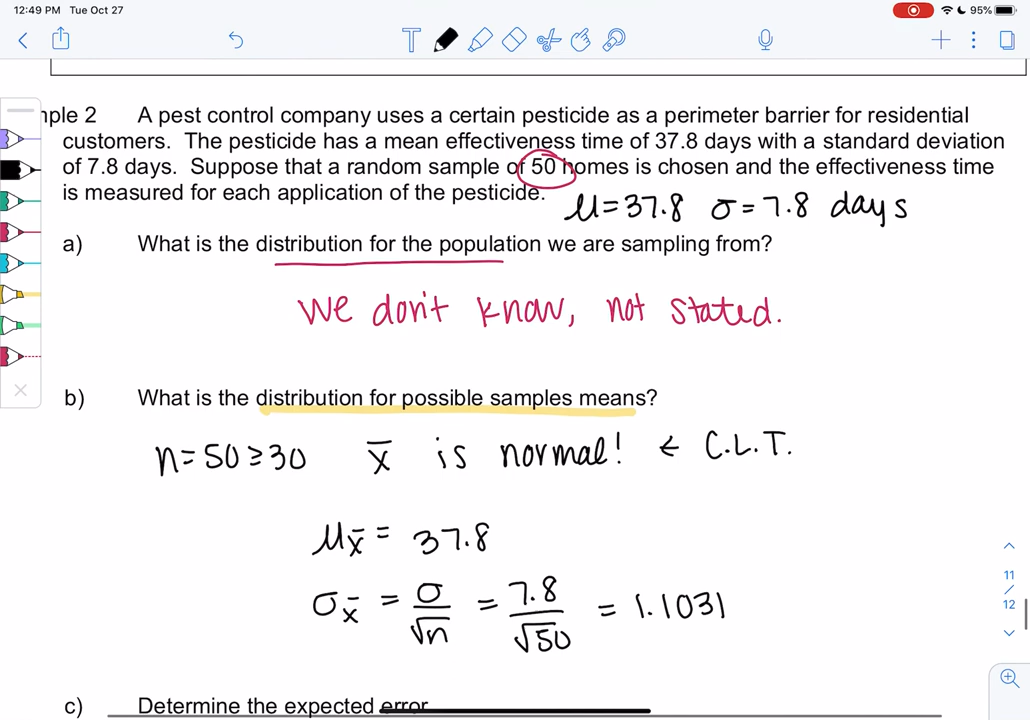 12:49 PM Tue Oct 27
95%
mple 2 A pest control company uses a certain pesticide as a perimeter barrier for residential
customers. The pesticide has a mean effectiveness time of 37.8 days with a standard deviation
of 7.8 days. Suppose that a random sample of 50 homes is chosen and the effectiveness time
is measured for each application of the pesticide.
μ=37.8 σ=7.8 days
a) What is the distribution for the population we are sampling from?
We don't know, not stated.
b) What is the distribution for possible samples means?
n=50≥30 x̄ is normal! ← C.L.T.
μx̄ = 37.8
σx̄ = σ/√n = 7.8/√50 = 1.1031
11
/
12
c) Determine the expected error